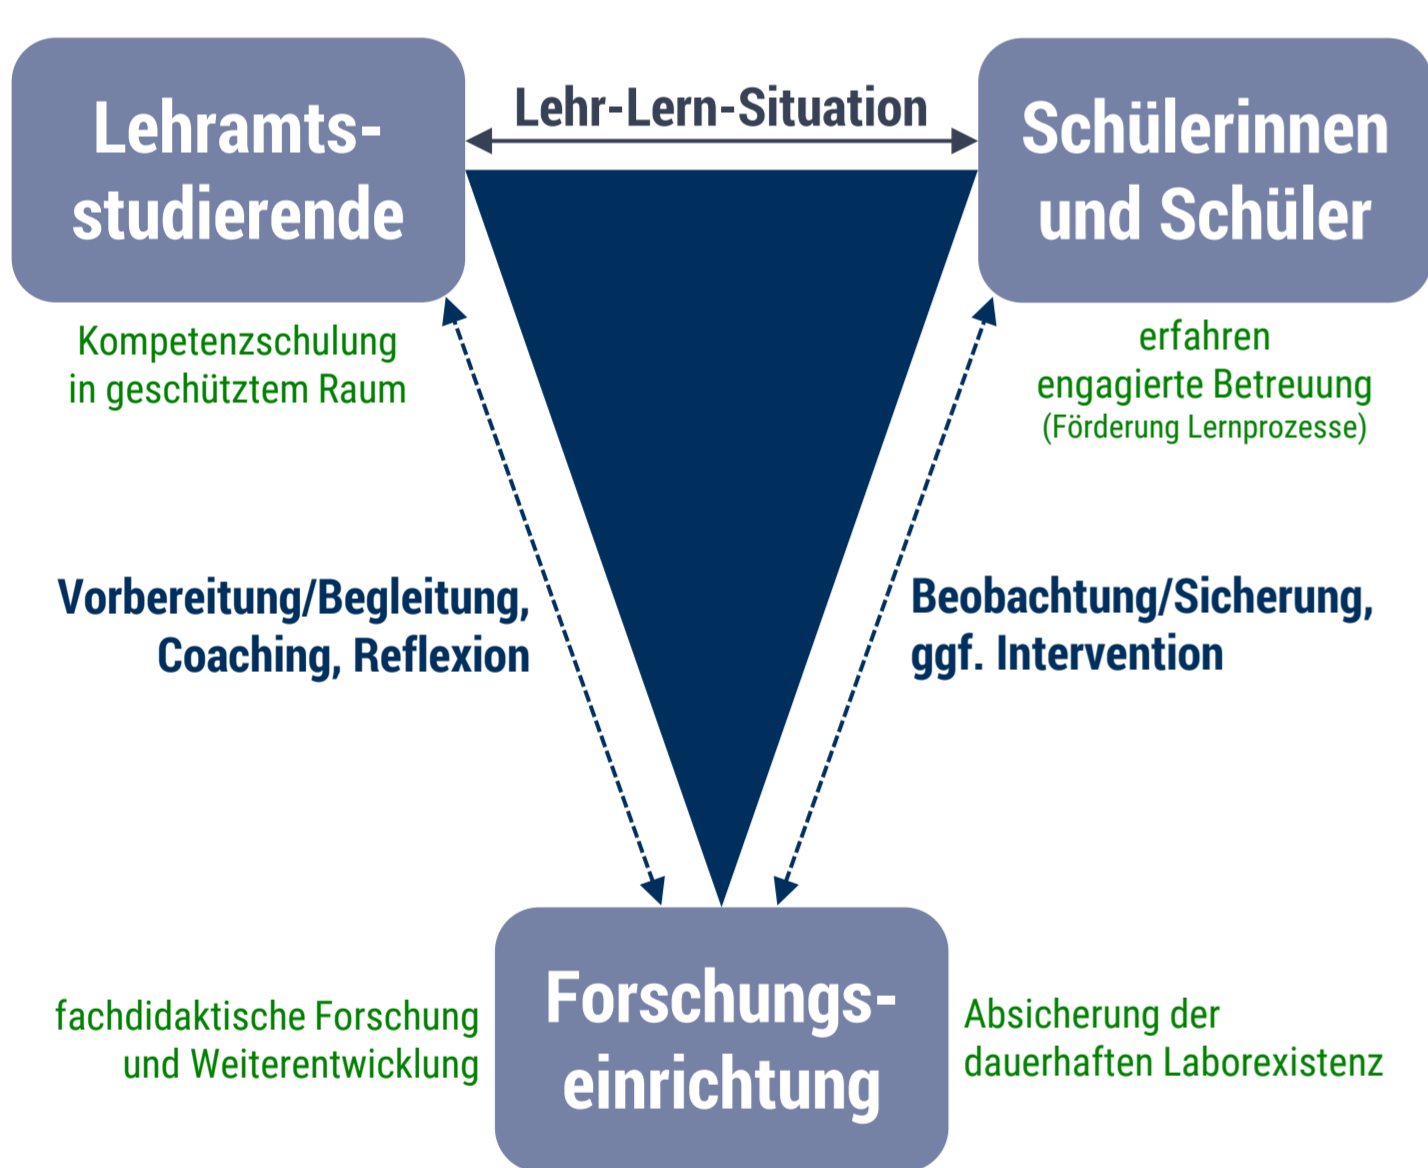 Lehramts-
studierende
Lehr-Lern-Situation
Schülerinnen
und Schüler
Kompetenzschulung
in geschütztem Raum
erfahren
engagierte Betreuung
(Förderung Lernprozesse)
Vorbereitung/Begleitung,
Coaching, Reflexion
Beobachtung/Sicherung,
ggf. Intervention
fachdidaktische Forschung
und Weiterentwicklung
Forschungs-
einrichtung
Absicherung der
dauerhaften Laborexistenz